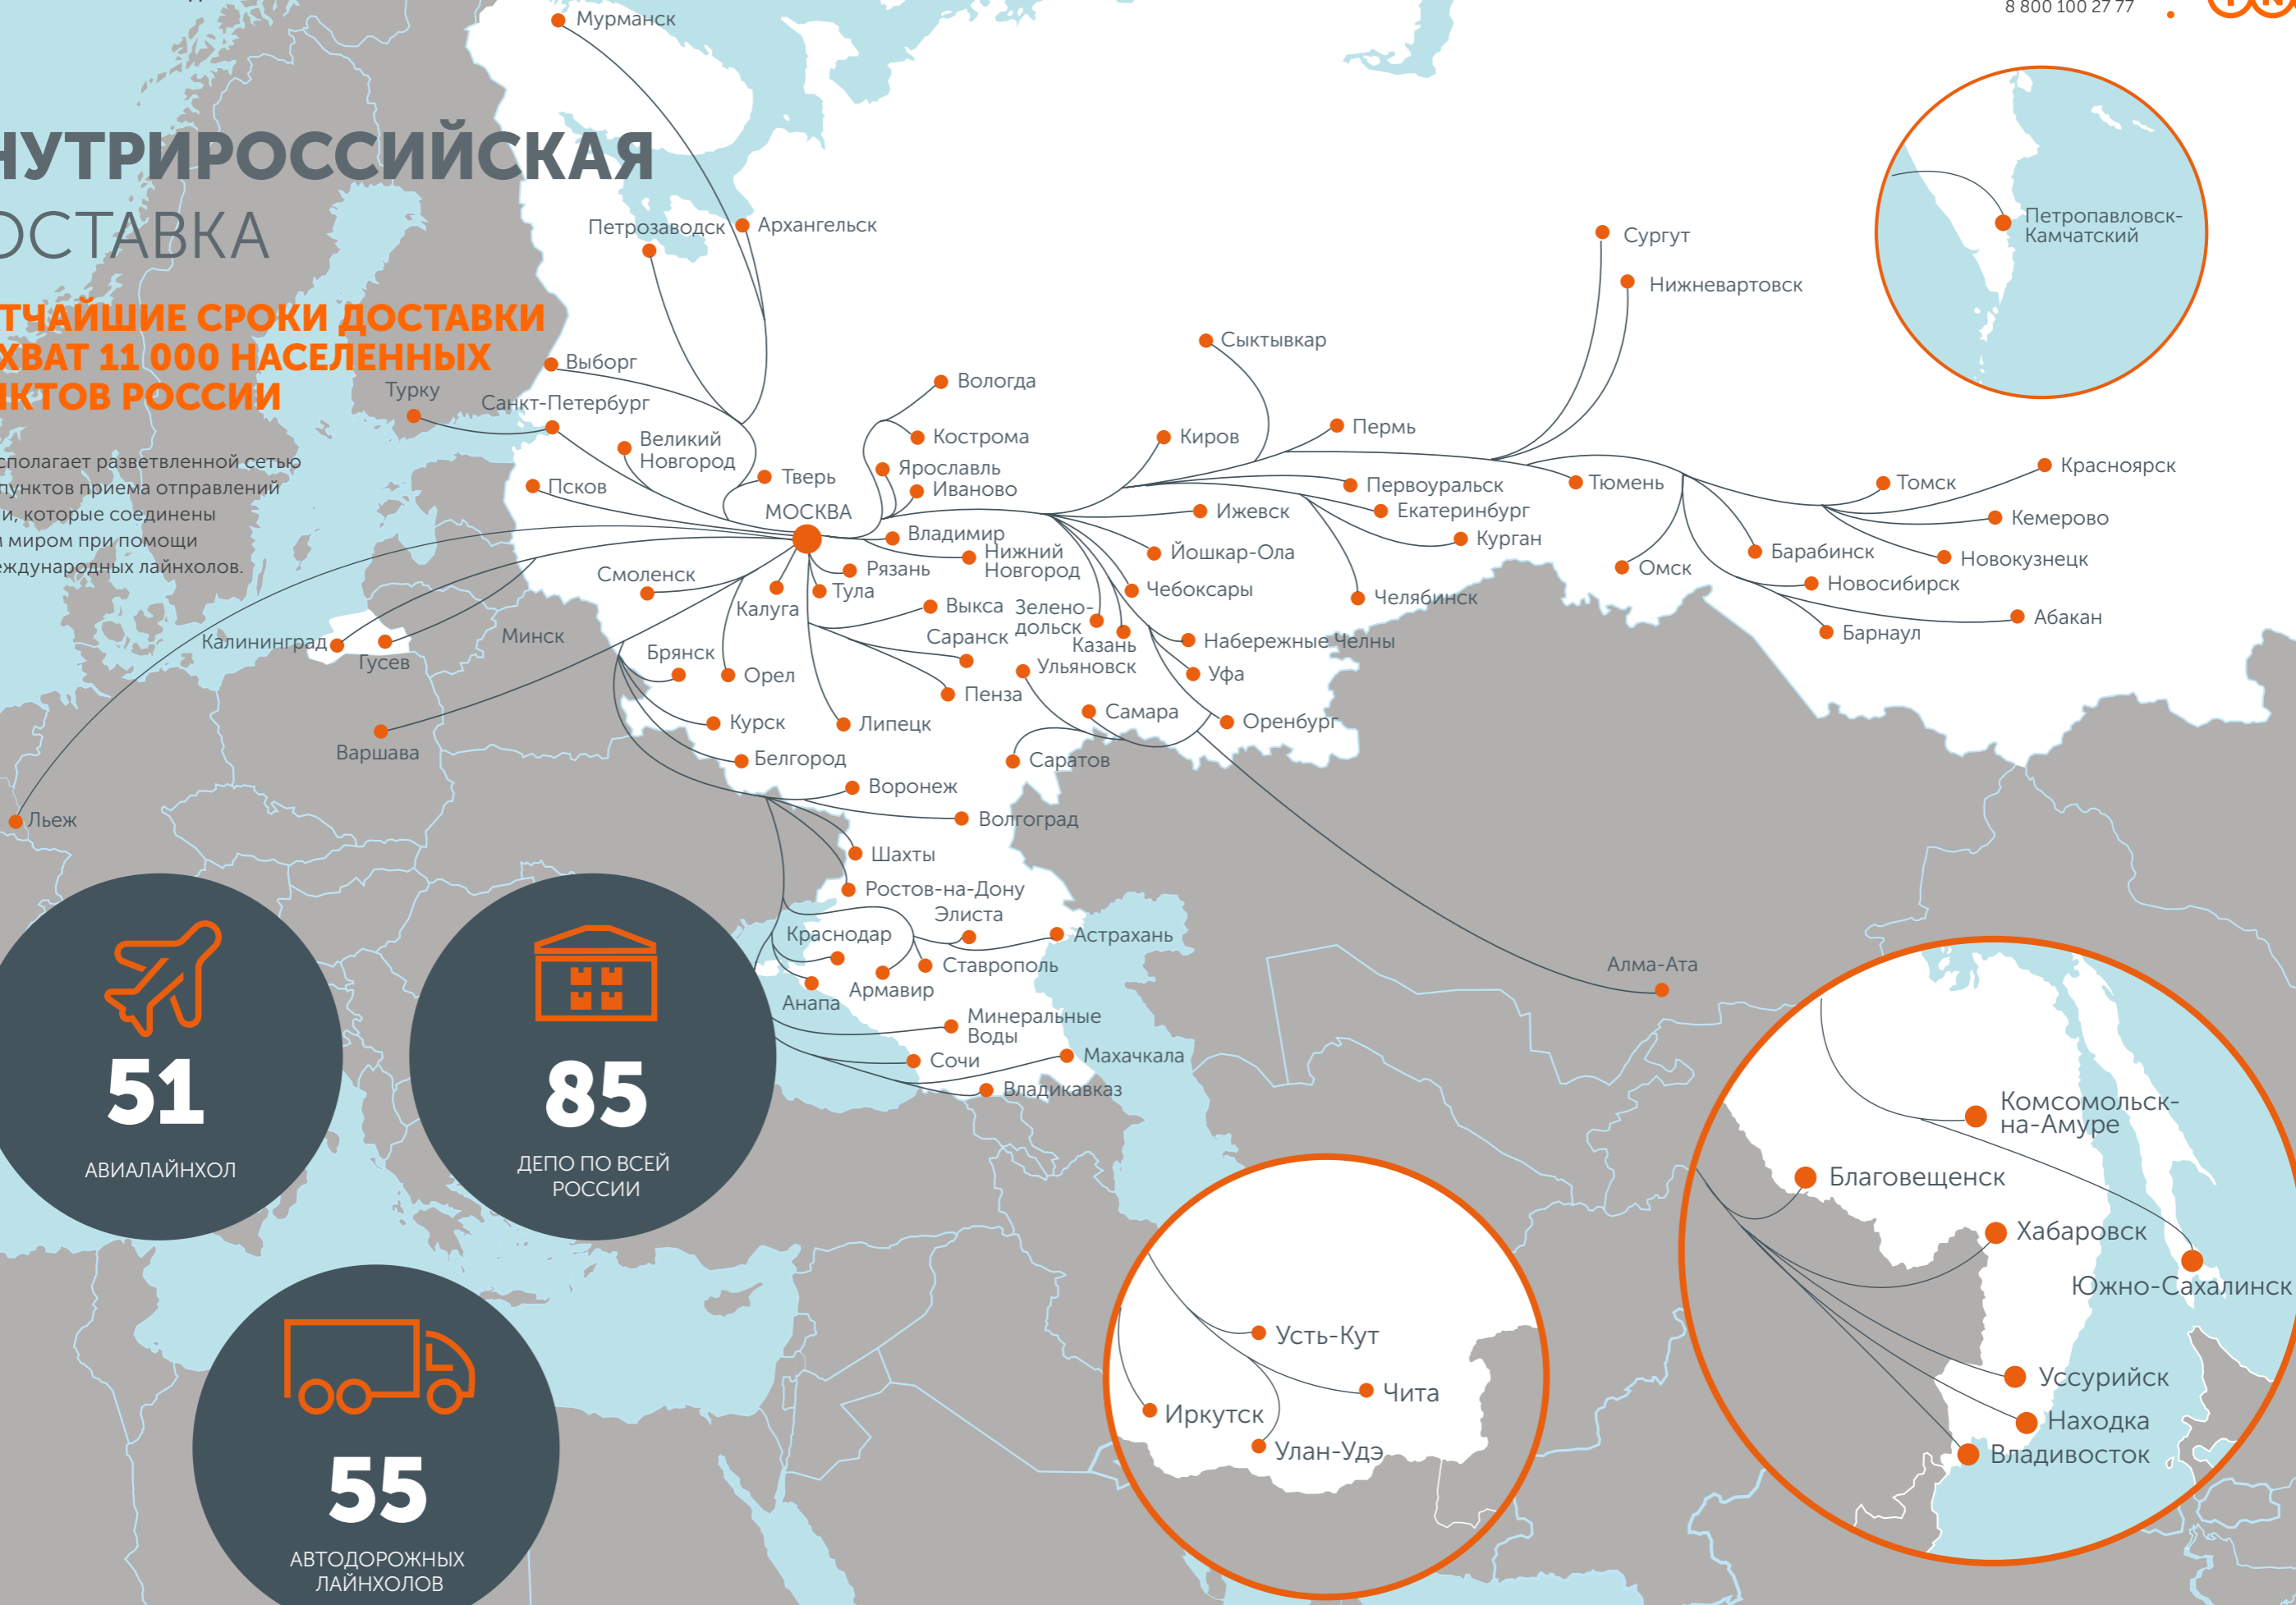 8 800 100 27 77
НУТРИРОССИЙСКАЯ
ОСТАВКА
ТЧАЙШИЕ СРОКИ ДОСТАВКИ
ХВАТ 11 000 НАСЕЛЕННЫХ
НКТОВ РОССИИ
сполагает разветвленной сетью
пунктов приема отправлений
и, которые соединены
м миром при помощи
еждународных лайнхолов.
Мурманск
Петрозаводск
Архангельск
Выборг
Турку
Санкт-Петербург
Великий
Новгород
Псков
Тверь
МОСКВА
Вологда
Кострома
Ярославль
Иваново
Владимир
Нижний
Новгород
Рязань
Тула
Калуга
Смоленск
Выкса
Саранск
Пенза
Липецк
Орел
Брянск
Курск
Белгород
Воронеж
Волгоград
Калининград
Гусев
Минск
Варшава
Льеж
Сыктывкар
Киров
Пермь
Первоуральск
Екатеринбург
Курган
Ижевск
Йошкар-Ола
Чебоксары
Зелено-
дольск
Казань
Ульяновск
Набережные Челны
Уфа
Самара
Оренбург
Саратов
Челябинск
Сургут
Нижневартовск
Тюмень
Омск
Томск
Красноярск
Кемерово
Новокузнецк
Барабинск
Новосибирск
Абакан
Барнаул
Петропавловск-
Камчатский
Шахты
Ростов-на-Дону
Элиста
Краснодар
Астрахань
Ставрополь
Армавир
Анапа
Минеральные
Воды
Сочи
Махачкала
Владикавказ
Алма-Ата
51
АВИАЛАЙНХОЛ
85
ДЕПО ПО ВСЕЙ
РОССИИ
55
АВТОДОРОЖНЫХ
ЛАЙНХОЛОВ
Усть-Кут
Чита
Иркутск
Улан-Удэ
Комсомольск-
на-Амуре
Благовещенск
Хабаровск
Южно-Сахалинск
Уссурийск
Находка
Владивосток